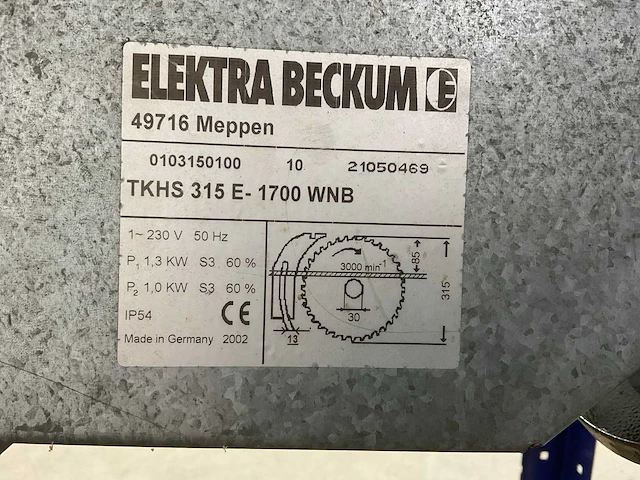 ELEKTRA BECKUM E
49716 Meppen
0103150100 10 21050469
TKHS 315 E- 1700 WNB
1~ 230 V 50 Hz
P1 1,3 KW S3 60 %
P2 1,0 KW S3 60 %
IP54 CE
Made in Germany 2002
3000 min-1
85
315
30
13